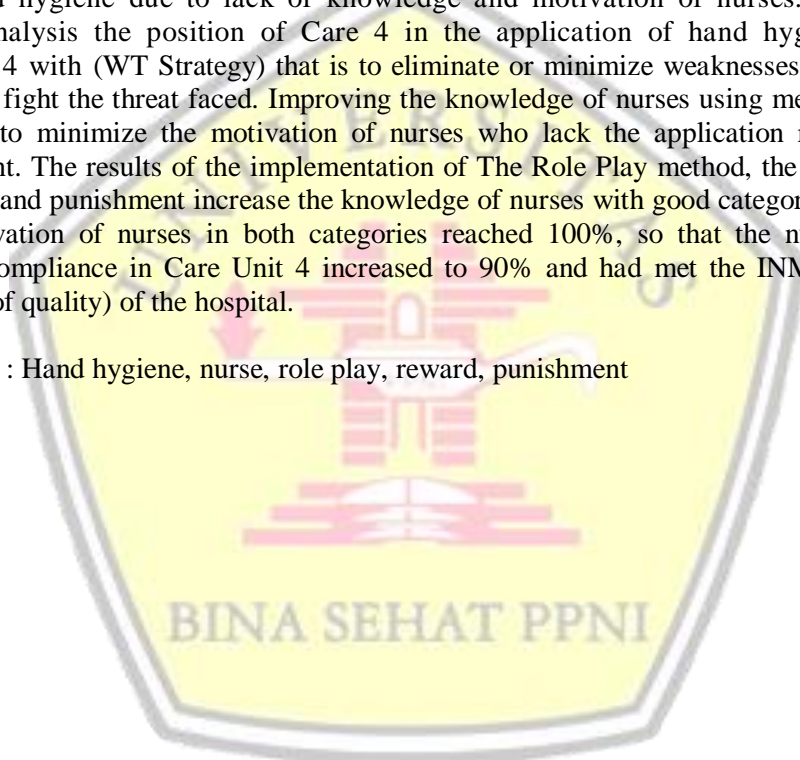 hygiene due to lack of knowledge and motivation of nurses.
nalysis the position of Care 4 in the application of hand hyg
4 with (WT Strategy) that is to eliminate or minimize weaknesses
fight the threat faced. Improving the knowledge of nurses using me
to minimize the motivation of nurses who lack the application
nt. The results of the implementation of The Role Play method, the
and punishment increase the knowledge of nurses with good categor
vation of nurses in both categories reached 100%, so that the n
ompliance in Care Unit 4 increased to 90% and had met the INM
of quality) of the hospital.
: Hand hygiene, nurse, role play, reward, punishment
UNIVERSITAS
BINA SEHAT PPNI